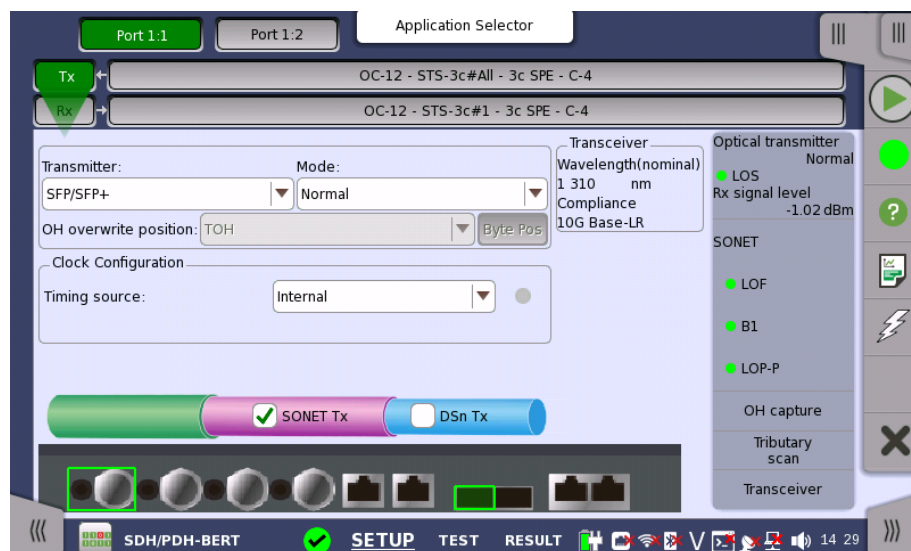 Port 1:1
Port 1:2
Application Selector
Tx
OC-12 - STS-3c#All - 3c SPE - C-4
Rx
OC-12 - STS-3c#1 - 3c SPE - C-4
Transmitter:
Mode:
SFP/SFP+
Normal
OH overwrite position:
TOH
Byte Pos
Clock Configuration
Timing source:
Internal
Transceiver
Wavelength(nominal)
1 310 nm
Compliance
10G Base-LR
Optical transmitter
Normal
LOS
Rx signal level
-1.02 dBm
SONET
LOF
B1
LOP-P
OH capture
Tributary
scan
Transceiver
SONET Tx
DSn Tx
SDH/PDH-BERT
SETUP
TEST
RESULT
14 29